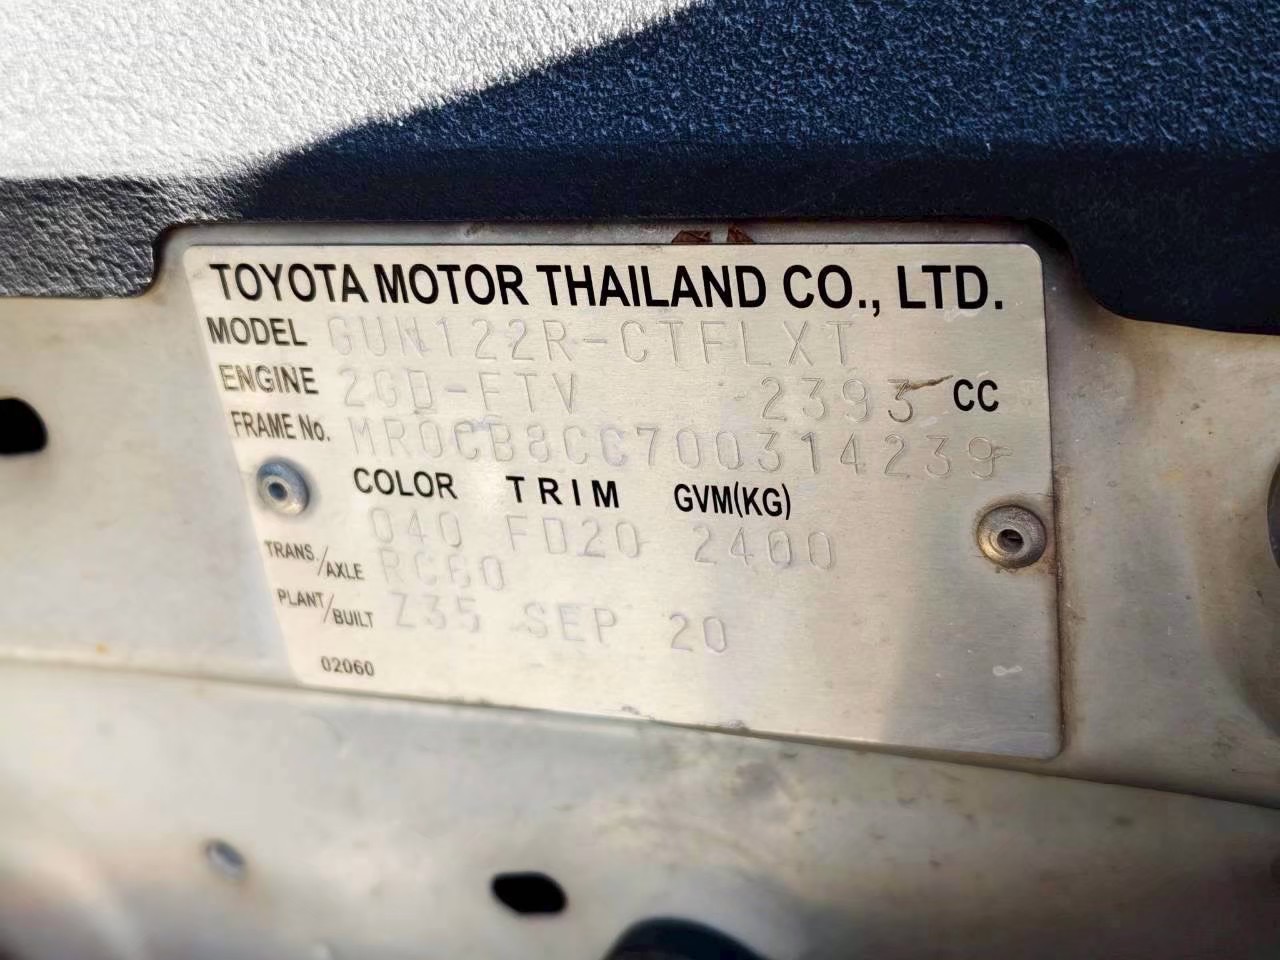 TOYOTA MOTOR THAILAND CO., LTD.
MODEL GUN122R-CTFLXT
ENGINE 2GD-FTV 2393 CC
FRAME No. MR0CB8CC700314239
COLOR TRIM GVM(KG)
040 FD20 2400
TRANS./AXLE RC60
PLANT/BUILT Z35 SEP 20
02060